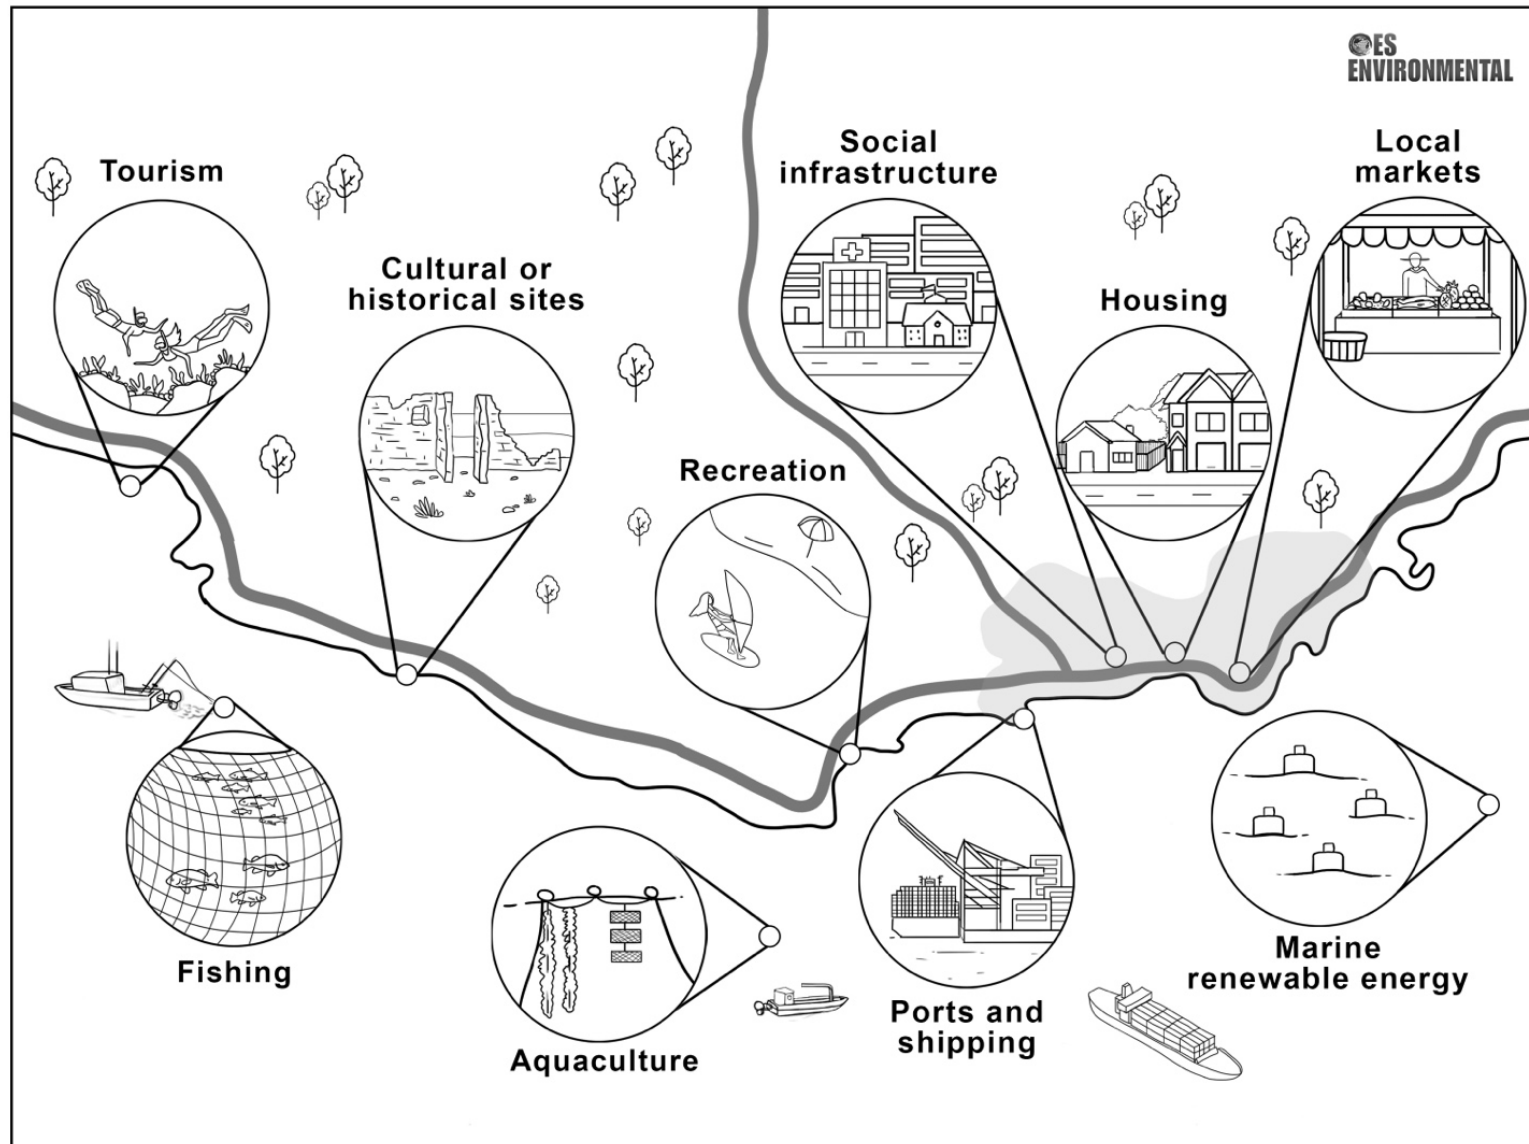 OES
ENVIRONMENTAL
Tourism
Social
infrastructure
Local
markets
Cultural or
historical sites
Housing
Recreation
Fishing
Aquaculture
Ports and
shipping
Marine
renewable energy